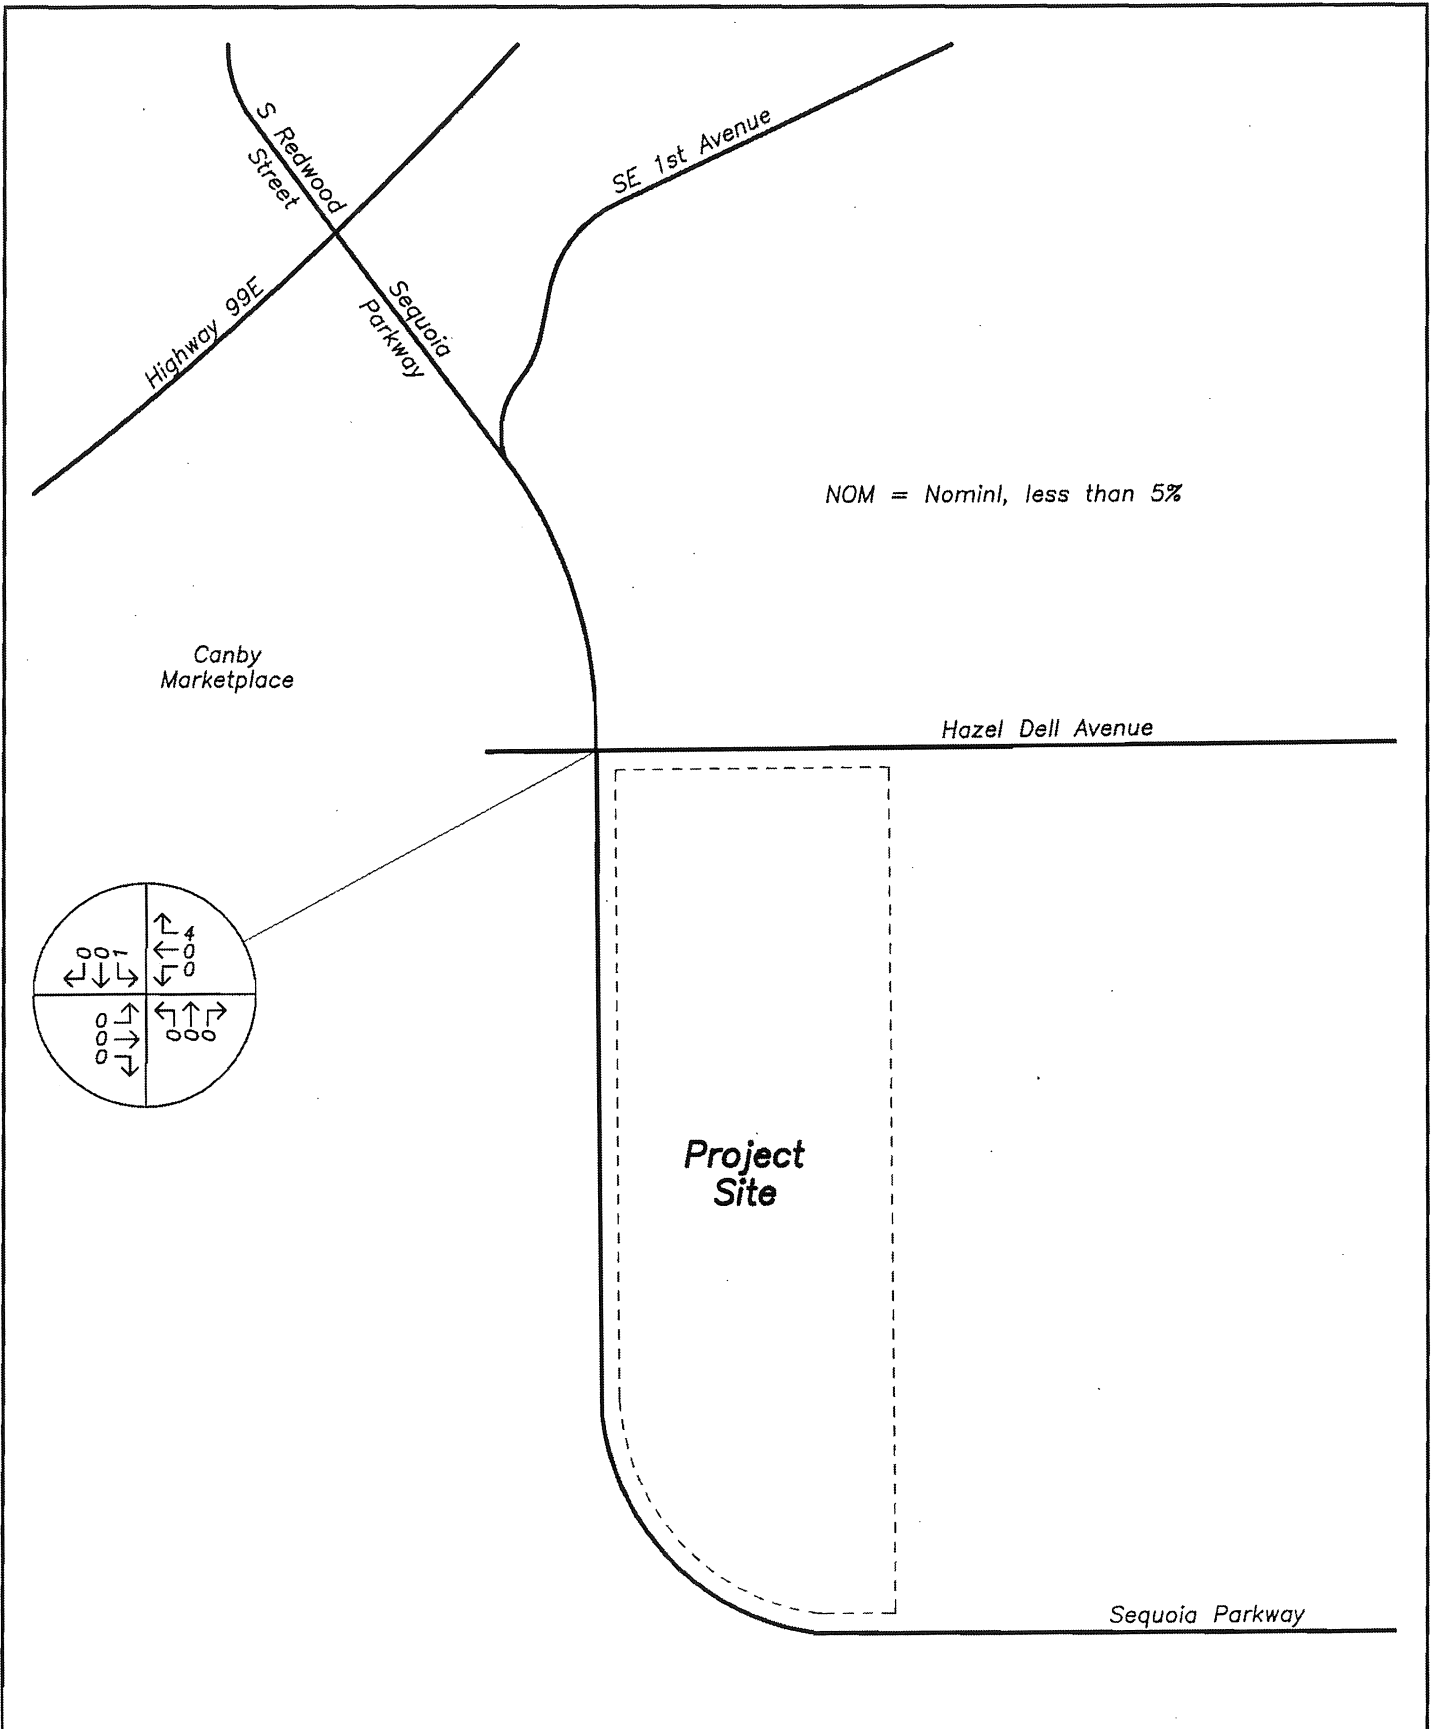 S Redwood
Street
SE 1st Avenue
Highway 99E
Sequoia
Parkway
NOM = Nominl, less than 5%
Canby
Marketplace
Hazel Dell Avenue
4
0 0 1
0
0
0
0
0
0 0 0
Project
Site
Sequoia Parkway